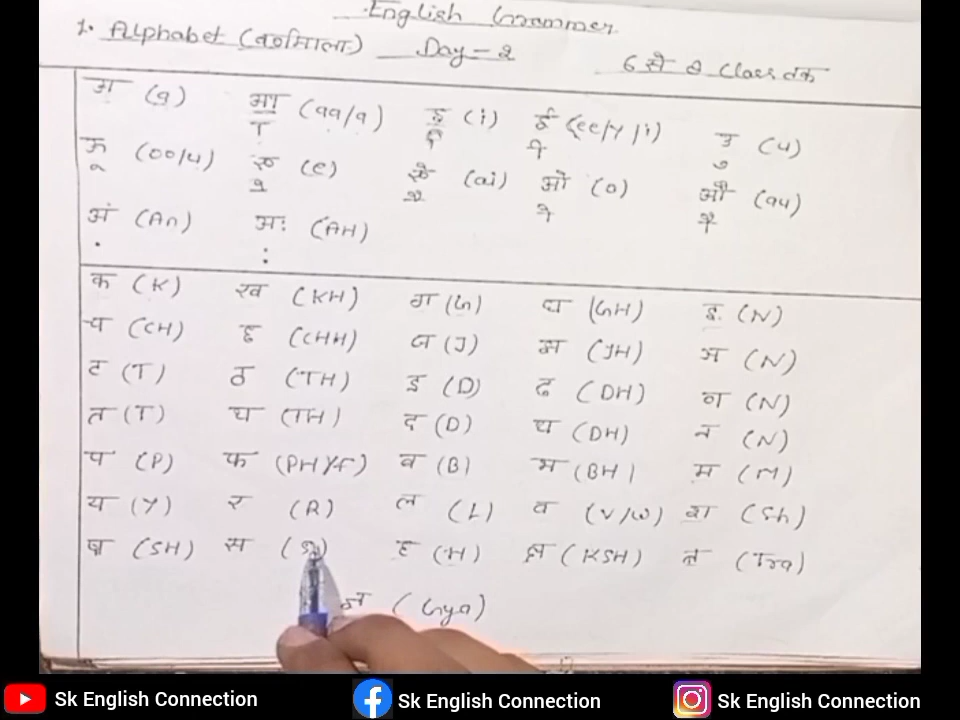 English Grammer
1. Alphabet (वर्णमाला) Day-2 6 से 8 Class तक
अ (a) आ (aa/a) इ (i) ई (ee/y/i) उ (u)
ा ि ी ु
ऊ (oo/u) ए (e) ऐ (ai) ओ (o) औ (au)
ू े ै ो ौ
अं (An) अः (AH)
ं ः
क (K) ख (KH) ग (G) घ (GH) ङ (N)
च (CH) छ (CHH) ज (J) झ (JH) ञ (N)
ट (T) ठ (TH) ड (D) ढ (DH) ण (N)
त (T) थ (TH) द (D) ध (DH) न (N)
प (P) फ (PH/f) ब (B) भ (BH) म (M)
य (Y) र (R) ल (L) व (V/W) श (Sh)
ष (SH) स (S) ह (H) क्ष (KSH) त्र (Tra)
ज्ञ (Gya)
Sk English Connection Sk English Connection Sk English Connection